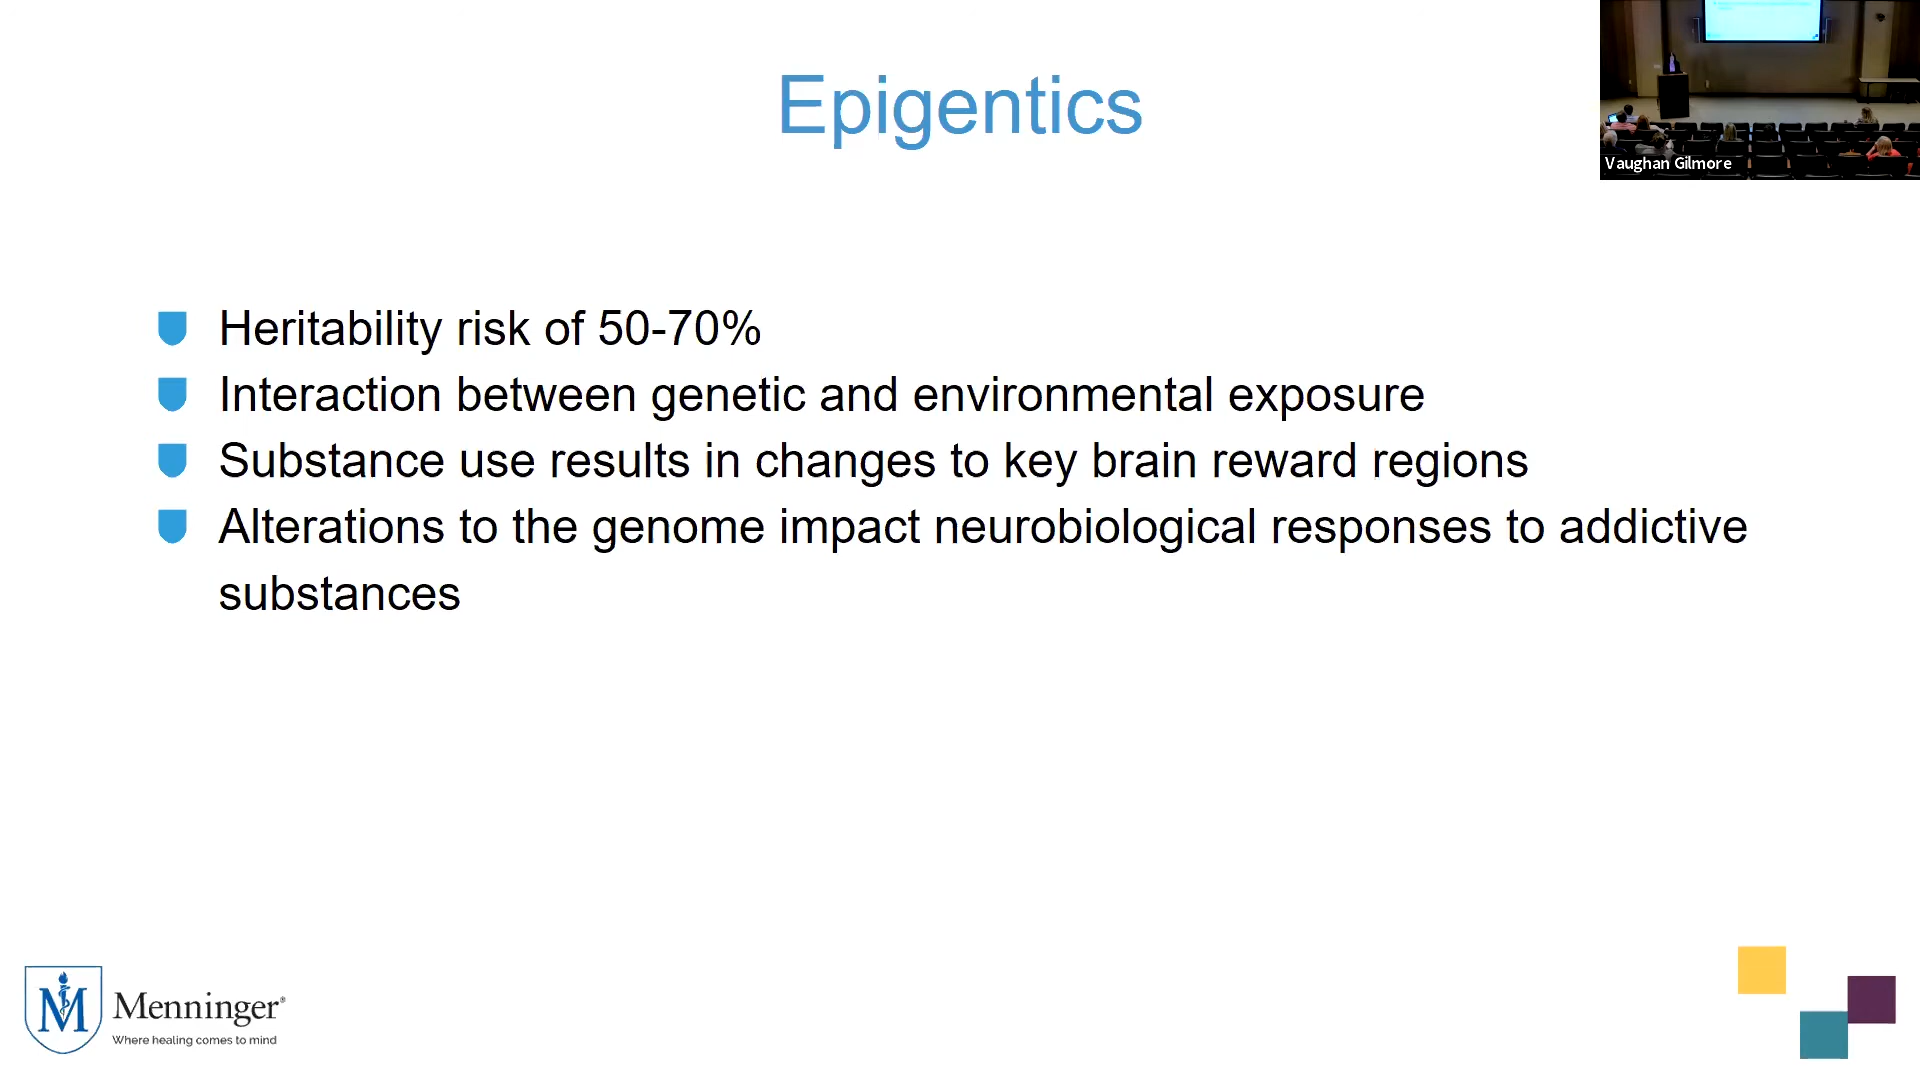 Epigentics
Vaughan Gilmore
Heritability risk of 50-70%
Interaction between genetic and environmental exposure
Substance use results in changes to key brain reward regions
Alterations to the genome impact neurobiological responses to addictive
substances
M
Menninger®
Where healing comes to mind